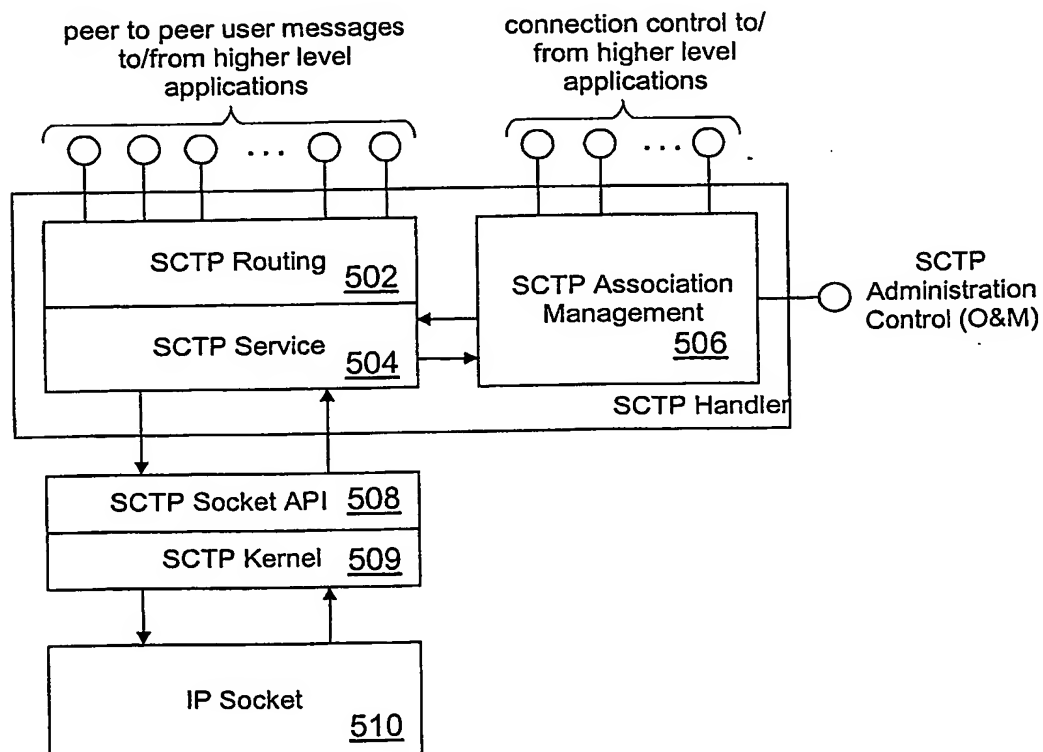 peer to peer user messages
to/from higher level
applications
connection control to/
from higher level
applications
...
...
SCTP Routing 502
SCTP Service 504
SCTP Association
Management
506
SCTP
Administration
Control (O&M)
SCTP Handler
SCTP Socket API 508
SCTP Kernel 509
IP Socket
510